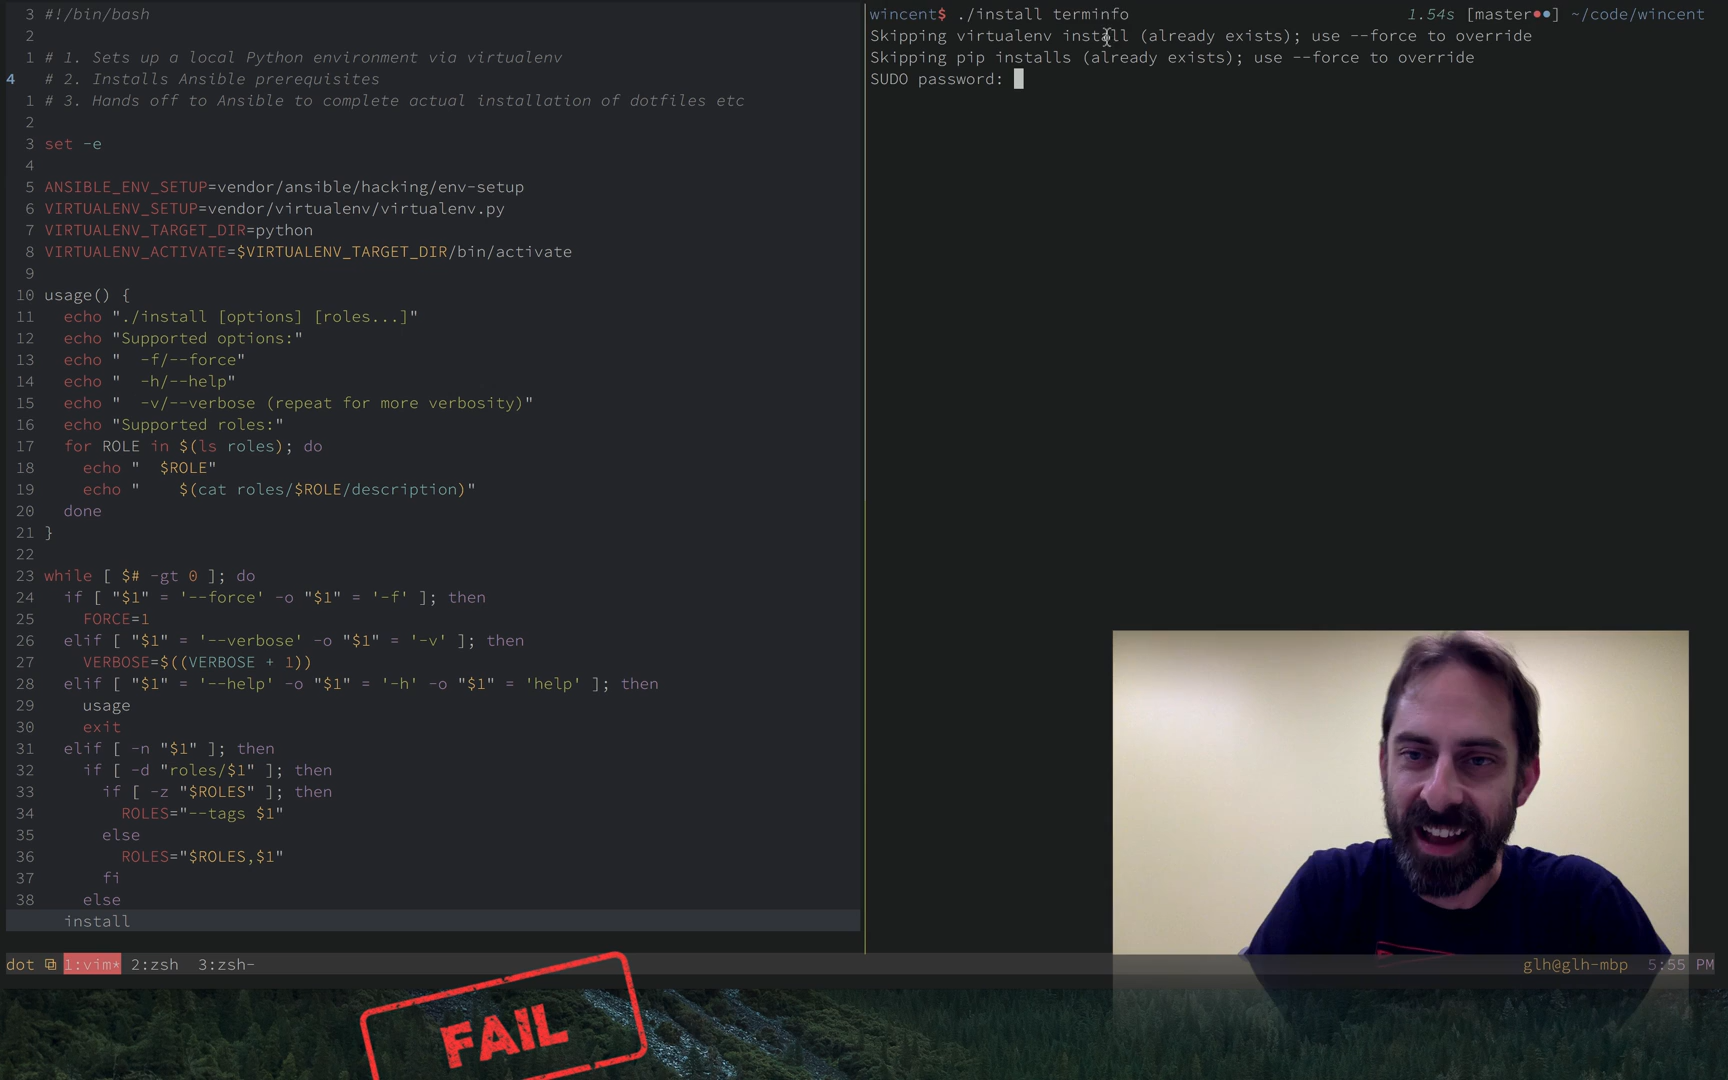 3 #!/bin/bash
2
1 # 1. Sets up a local Python environment via virtualenv
4 # 2. Installs Ansible prerequisites
1 # 3. Hands off to Ansible to complete actual installation of dotfiles etc
2
3 set -e
4
5 ANSIBLE_ENV_SETUP=vendor/ansible/hacking/env-setup
6 VIRTUALENV_SETUP=vendor/virtualenv/virtualenv.py
7 VIRTUALENV_TARGET_DIR=python
8 VIRTUALENV_ACTIVATE=$VIRTUALENV_TARGET_DIR/bin/activate
9
10 usage() {
11   echo "./install [options] [roles...]"
12   echo "Supported options:"
13   echo "  -f/--force"
14   echo "  -h/--help"
15   echo "  -v/--verbose (repeat for more verbosity)"
16   echo "Supported roles:"
17   for ROLE in $(ls roles); do
18     echo "  $ROLE"
19     echo "    $(cat roles/$ROLE/description)"
20   done
21 }
22
23 while [ $# -gt 0 ]; do
24   if [ "$1" = '--force' -o "$1" = '-f' ]; then
25     FORCE=1
26   elif [ "$1" = '--verbose' -o "$1" = '-v' ]; then
27     VERBOSE=$((VERBOSE + 1))
28   elif [ "$1" = '--help' -o "$1" = '-h' -o "$1" = 'help' ]; then
29     usage
30     exit
31   elif [ -n "$1" ]; then
32     if [ -d "roles/$1" ]; then
33       if [ -z "$ROLES" ]; then
34         ROLES="--tags $1"
35       else
36         ROLES="$ROLES,$1"
37       fi
38     else
install
wincent$ ./install terminfo 1.54s [master●●] ~/code/wincent
Skipping virtualenv install (already exists); use --force to override
Skipping pip installs (already exists); use --force to override
SUDO password:
dot 1:vim* 2:zsh 3:zsh- glh@glh-mbp 5:55 PM
FAIL